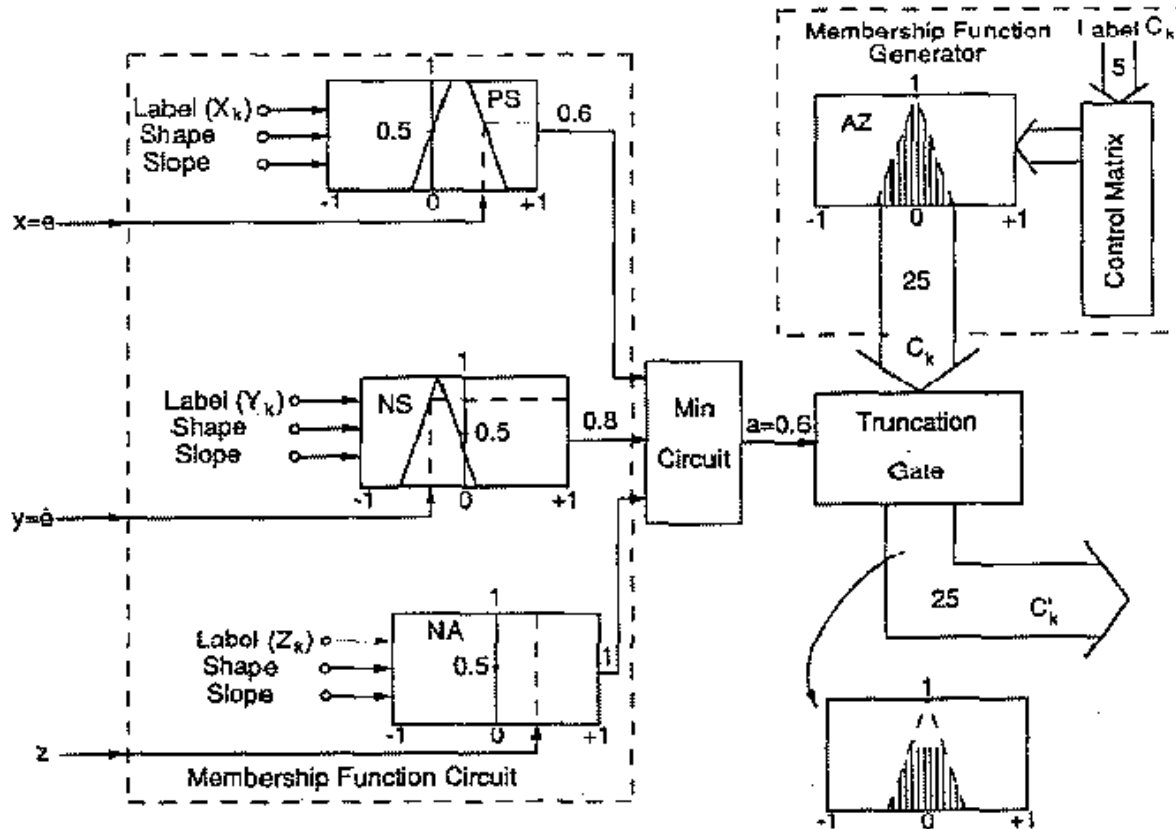 Membership Function
Generator
Label C_k
5
1
AZ
-1
0
+1
Control Matrix
25
C_k
1
Label (X_k)
Shape
Slope
PS
0.5
0.6
-1
0
+1
x=e
1
Label (Y_k)
Shape
Slope
NS
0.5
0.8
-1
0
+1
y=ė
Min
Circuit
a=0.6
Truncation
Gate
1
Label (Z_k)
Shape
Slope
NA
0.5
1
-1
0
+1
z
Membership Function Circuit
25
C'_k
1
-1
0
+1